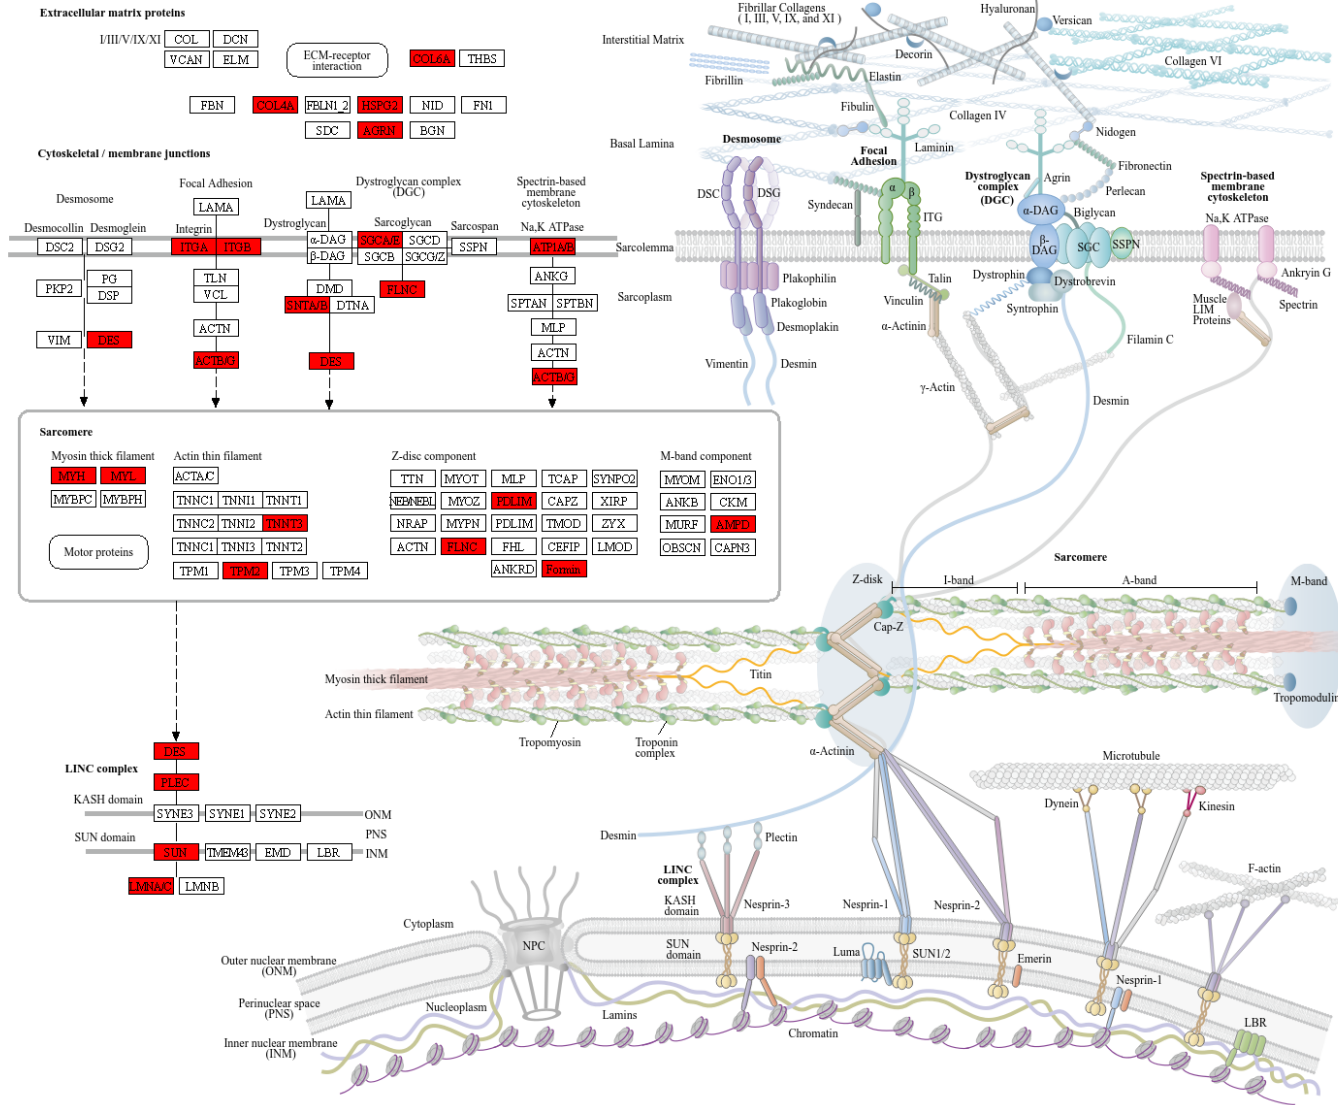 Extracellular matrix proteins
I/III/V/IX/XI
COL
DCN
VCAN
ELM
ECM-receptor
interaction
COL6A
THBS
FBN
COL4A
FBLN1_2
HSPG2
NID
FN1
SDC
AGRN
BGN
Cytoskeletal / membrane junctions
Desmosome
Focal Adhesion
Dystroglycan complex
(DGC)
Spectrin-based
membrane
cytoskeleton
LAMA
LAMA
Desmocollin
Desmoglein
Integrin
Dystroglycan
Sarcoglycan
Sarcospan
Na,K ATPase
DSC2
DSG2
ITGA
ITGB
α-DAG
SGCA/E
SGCD
SSPN
ATP1A/B
β-DAG
SGCB
SGCG/Z
Sarcolemma
Sarcoplasm
PKP2
PG
DSP
TLN
VCL
DMD
FLNC
SNTA/B
DTNA
ANKG
SPTAN
SPTBN
MLP
ACTN
ACTN
VIM
DES
ACTB/G
DES
ACTB/G
Sarcomere
Myosin thick filament
Actin thin filament
Z-disc component
M-band component
MYH
MYL
MYBPC
MYBPH
Motor proteins
ACTA/C
TNNC1
TNNI1
TNNT1
TNNC2
TNNI2
TNNT3
TNNC1
TNNI3
TNNT2
TPM1
TPM2
TPM3
TPM4
TTN
MYOT
MLP
TCAP
SYNPO2
MYOZ
PDLIM
CAPZ
XIRP
NRAP
MYPN
PDLIM
TMOD
ZYX
ACTN
FLNC
FHL
CEFIP
LMOD
ANKRD
Formin
MYOM
ENO1/3
ANKB
CKM
MURF
AMPD
OBSCN
CAPN3
DES
LINC complex
PLEC
KASH domain
SYNE3
SYNE1
SYNE2
ONM
SUN domain
PNS
SUN
TMEM43
EMD
LBR
INM
LMNA/C
LMNB
Fibrillar Collagens
( I, III, V, IX, and XI )
Hyaluronan
Versican
Interstitial Matrix
Decorin
Collagen VI
Fibrillin
Elastin
Fibulin
Collagen IV
Basal Lamina
Desmosome
Focal
Adhesion
Laminin
Nidogen
Fibronectin
Dystroglycan
complex
(DGC)
Agrin
Perlecan
Spectrin-based
membrane
cytoskeleton
DSC
DSG
α
β
Syndecan
ITG
α-DAG
Biglycan
Na,K ATPase
β-
DAG
SGC
SSPN
Plakophilin
Talin
Dystrophin
Dystrobrevin
Ankryin G
Plakoglobin
Vinculin
Syntrophin
Muscle
LIM
Proteins
Spectrin
Desmoplakin
α-Actinin
Filamin C
Vimentin
Desmin
γ-Actin
Desmin
Sarcomere
Z-disk
I-band
A-band
M-band
Cap-Z
Titin
Myosin thick filament
Actin thin filament
Tropomodulin
Tropomyosin
Troponin
complex
α-Actinin
Microtubule
Dynein
Kinesin
Desmin
Plectin
F-actin
LINC
complex
KASH
domain
Nesprin-3
Nesprin-1
Nesprin-2
Cytoplasm
NPC
SUN
domain
Nesprin-2
Luma
SUN1/2
Emerin
Nesprin-1
Outer nuclear membrane
(ONM)
Perinuclear space
(PNS)
Nucleoplasm
Lamins
Chromatin
LBR
Inner nuclear membrane
(INM)